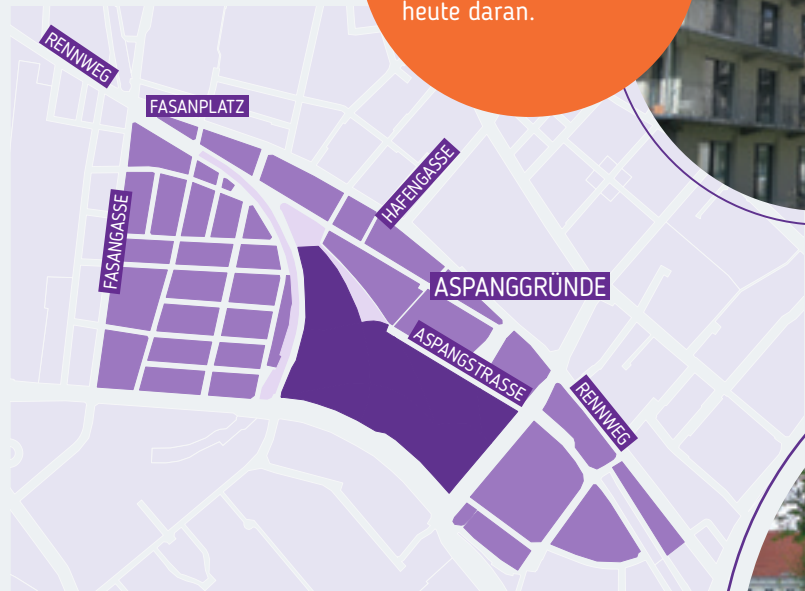 heute daran.
RENNWEG
FASANPLATZ
HAFENGASSE
FASANGASSE
ASPANGGRÜNDE
ASPANGSTRASSE
RENNWEG